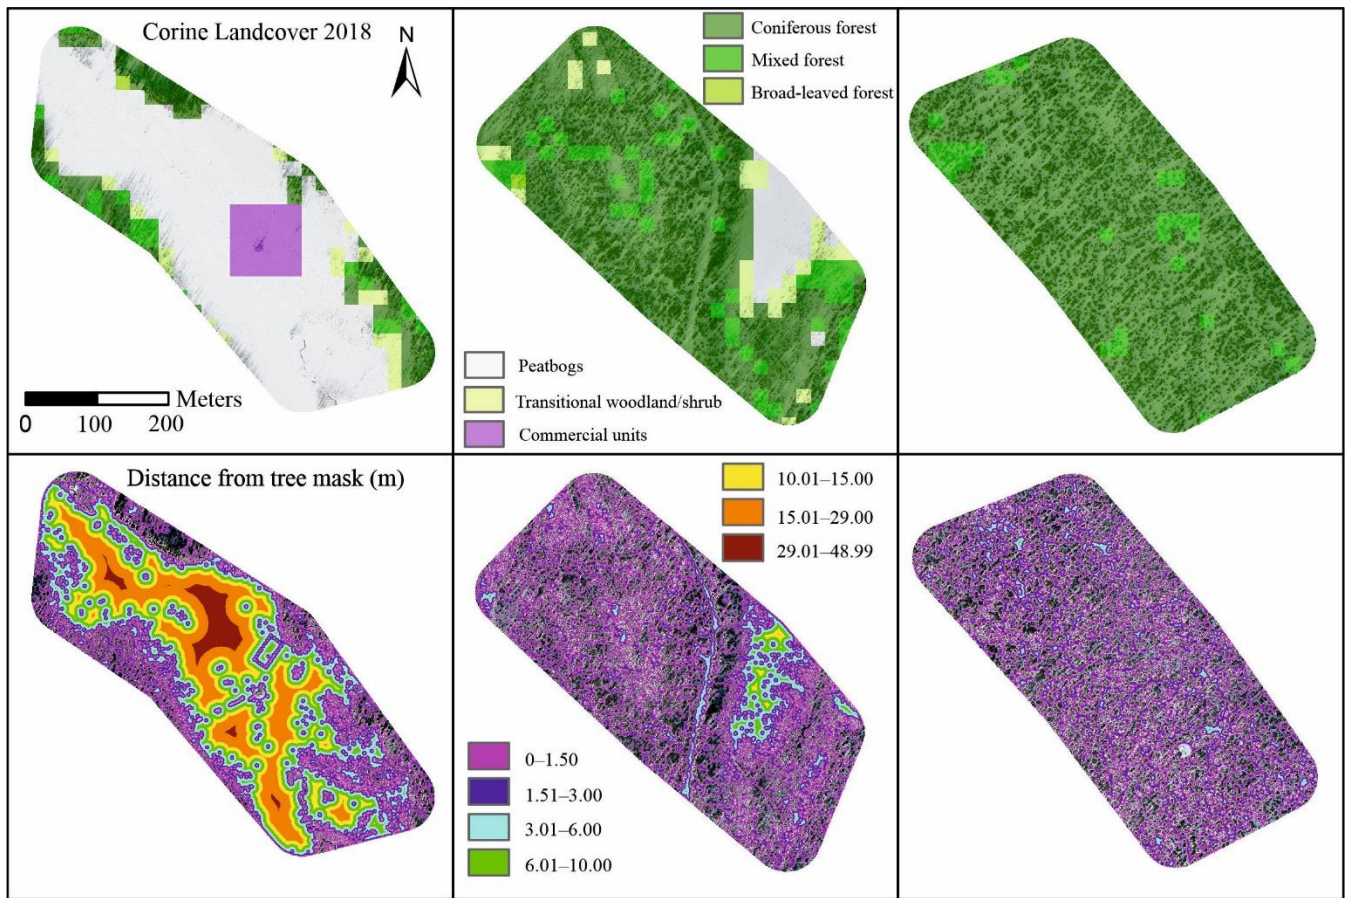 Corine Landcover 2018
N
Peatbogs
Transitional woodland/shrub
Commercial units
Meters
0 100 200
Coniferous forest
Mixed forest
Broad-leaved forest
Distance from tree mask (m)
0–1.50
1.51–3.00
3.01–6.00
6.01–10.00
10.01–15.00
15.01–29.00
29.01–48.99